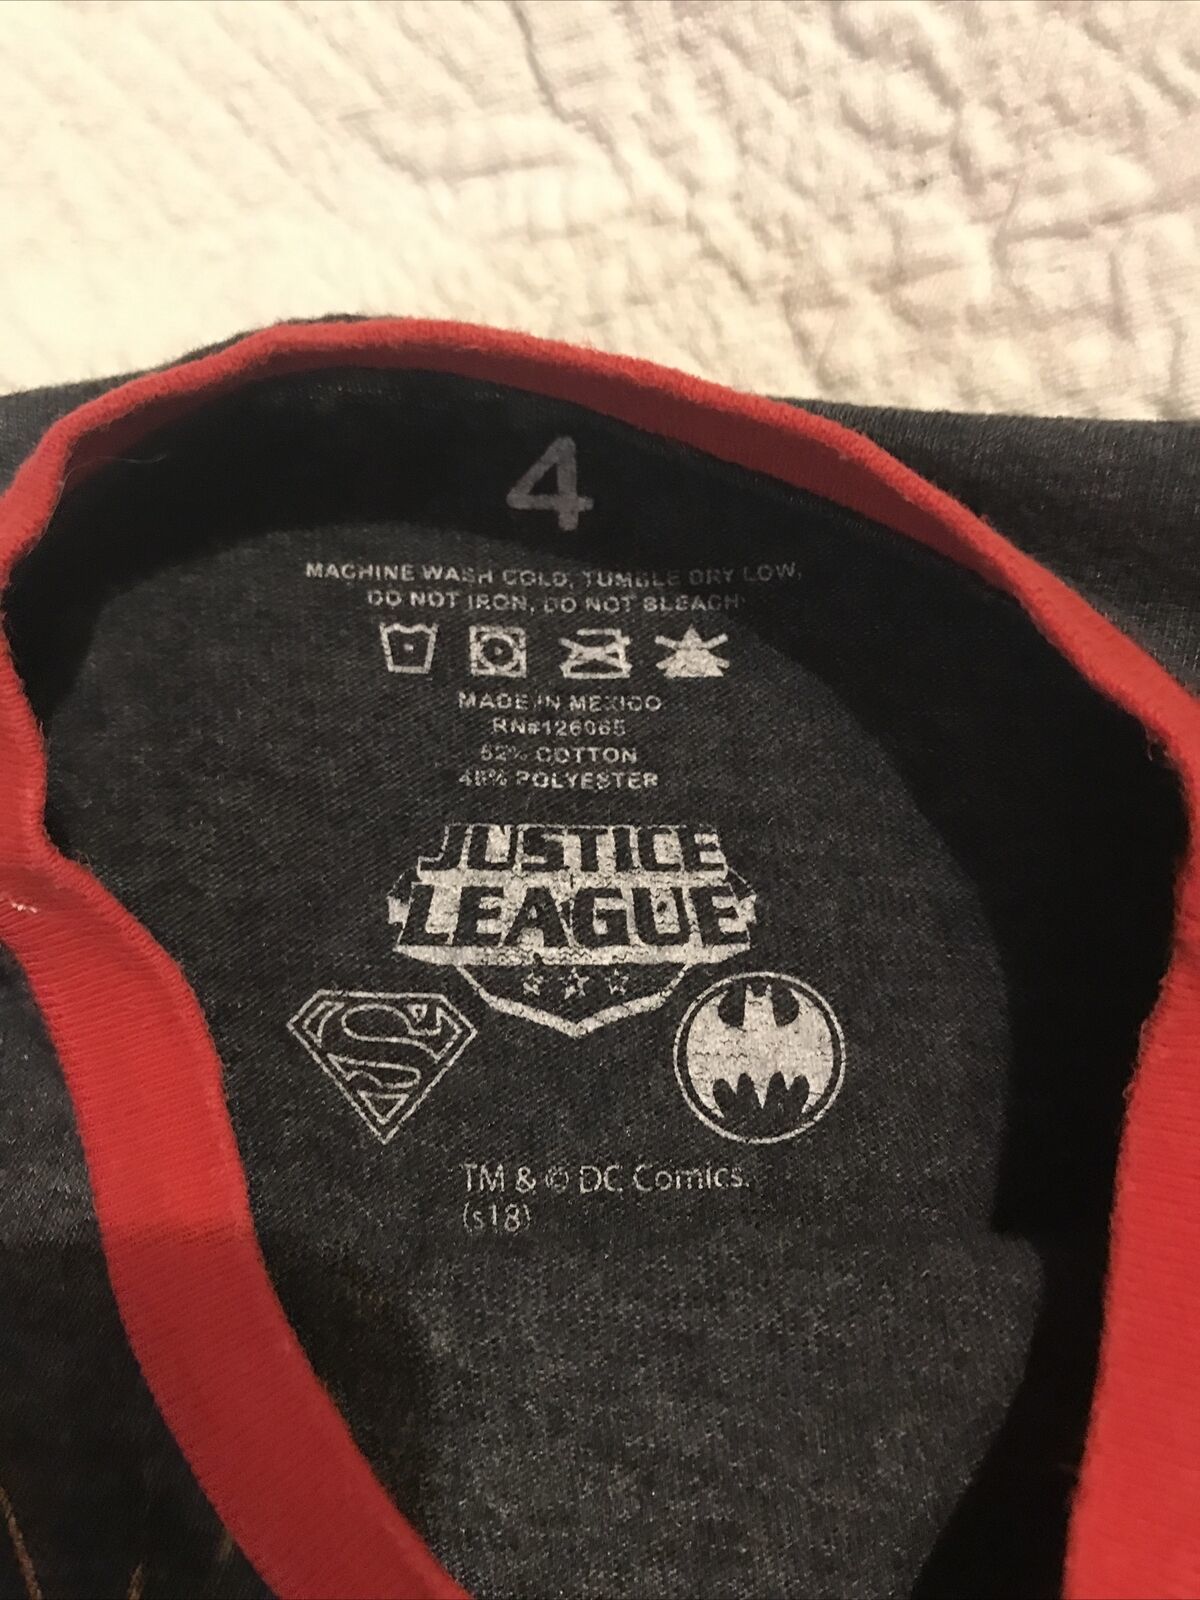 4
MACHINE WASH COLD, TUMBLE DRY LOW,
DO NOT IRON, DO NOT BLEACH
MADE IN MEXICO
RN#126065
52% COTTON
48% POLYESTER
JUSTICE
LEAGUE
S
TM & © DC Comics.
(s18)